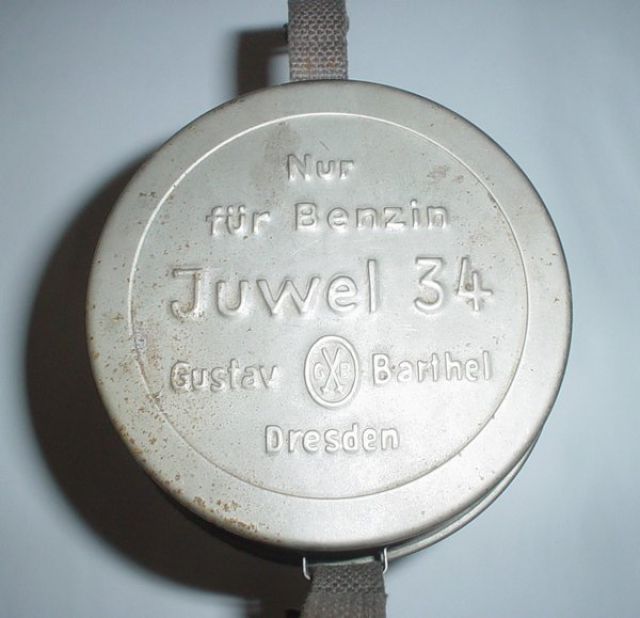 Nur
für Benzin
Juwel 34
Gustav G B Barthel
Dresden